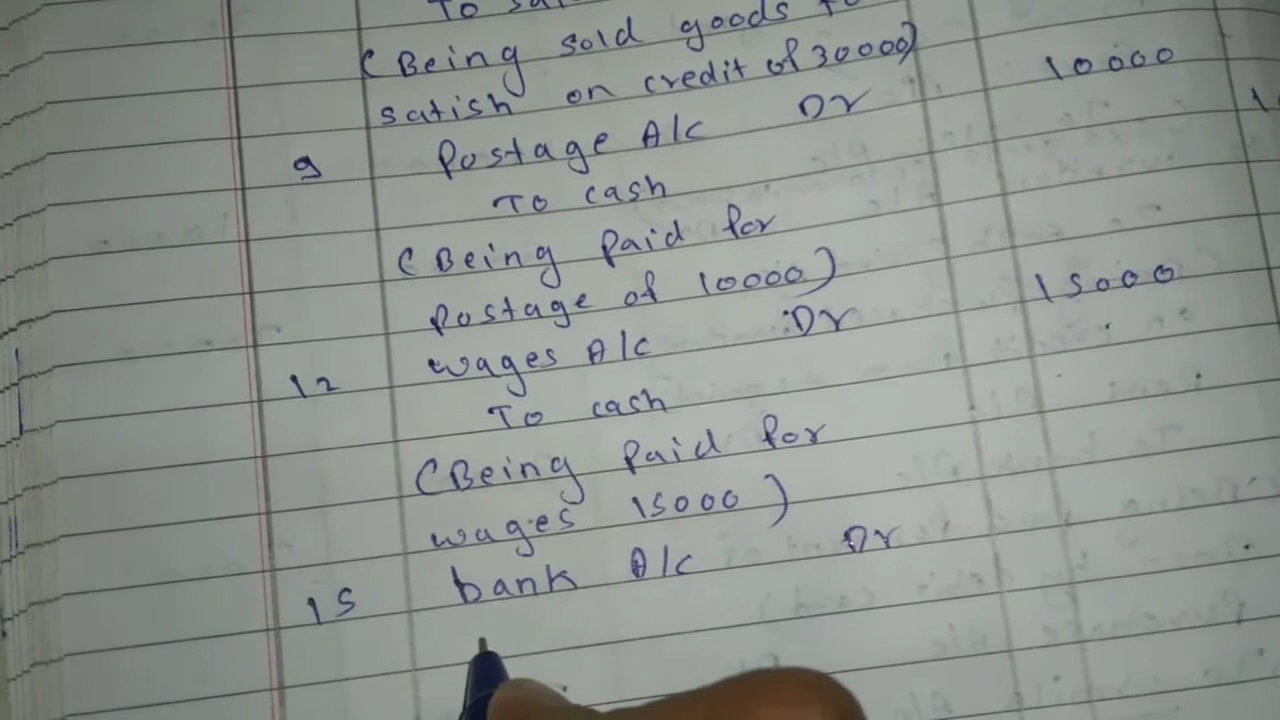 To
(Being sold goods to
satish on credit of 30000)
9 Postage A/c Dr 10000
To cash
(Being Paid for
Postage of 10000)
12 wages A/c Dr 15000
To cash
(Being Paid for
wages 15000)
15 bank A/c Dr